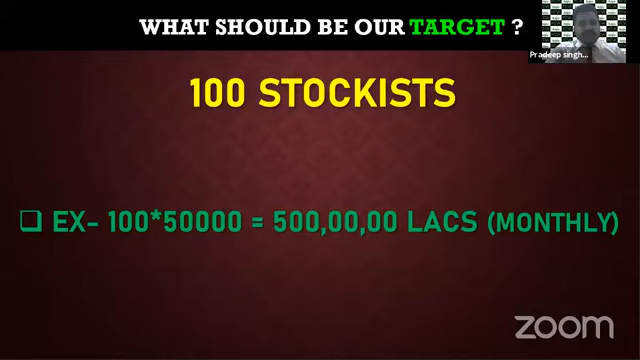 WHAT SHOULD BE OUR TARGET ?
Pradeep singh...
100 STOCKISTS
❑ EX- 100*50000 = 500,00,00 LACS (MONTHLY)
zoom